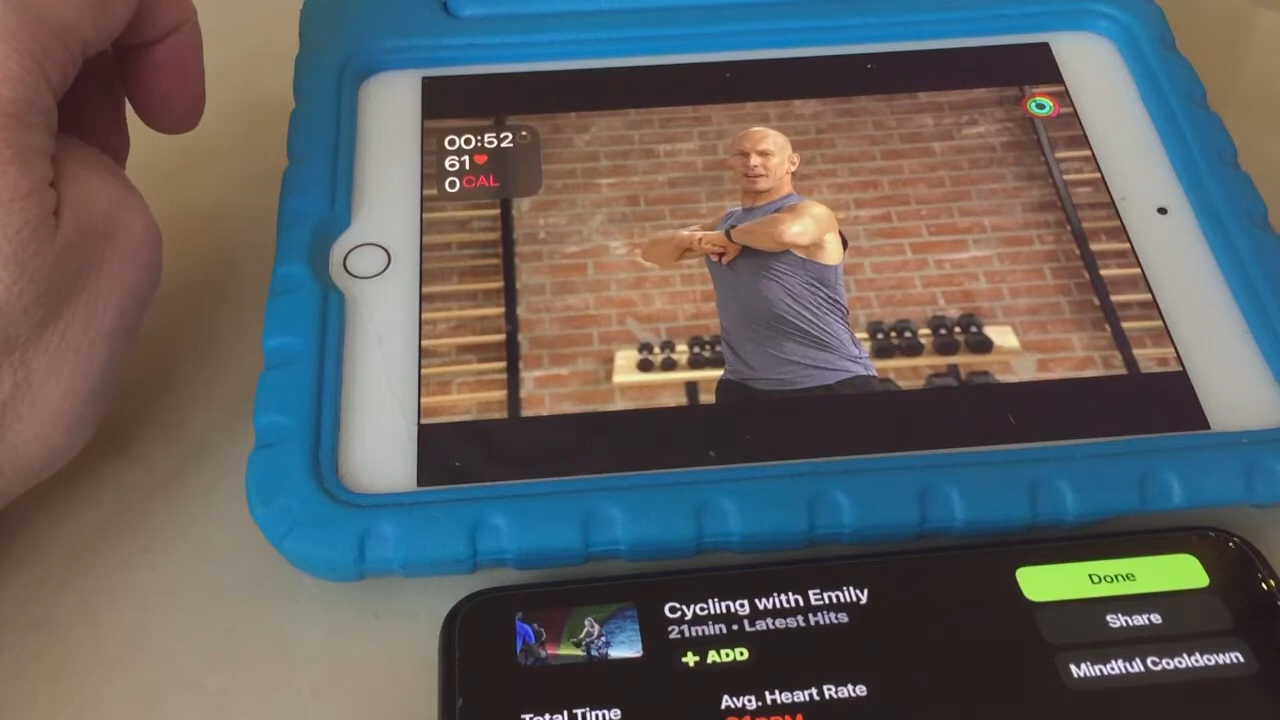 00:52
61
0 CAL
Cycling with Emily
21min • Latest Hits
+ ADD
Done
Share
Mindful Cooldown
Total Time
Avg. Heart Rate